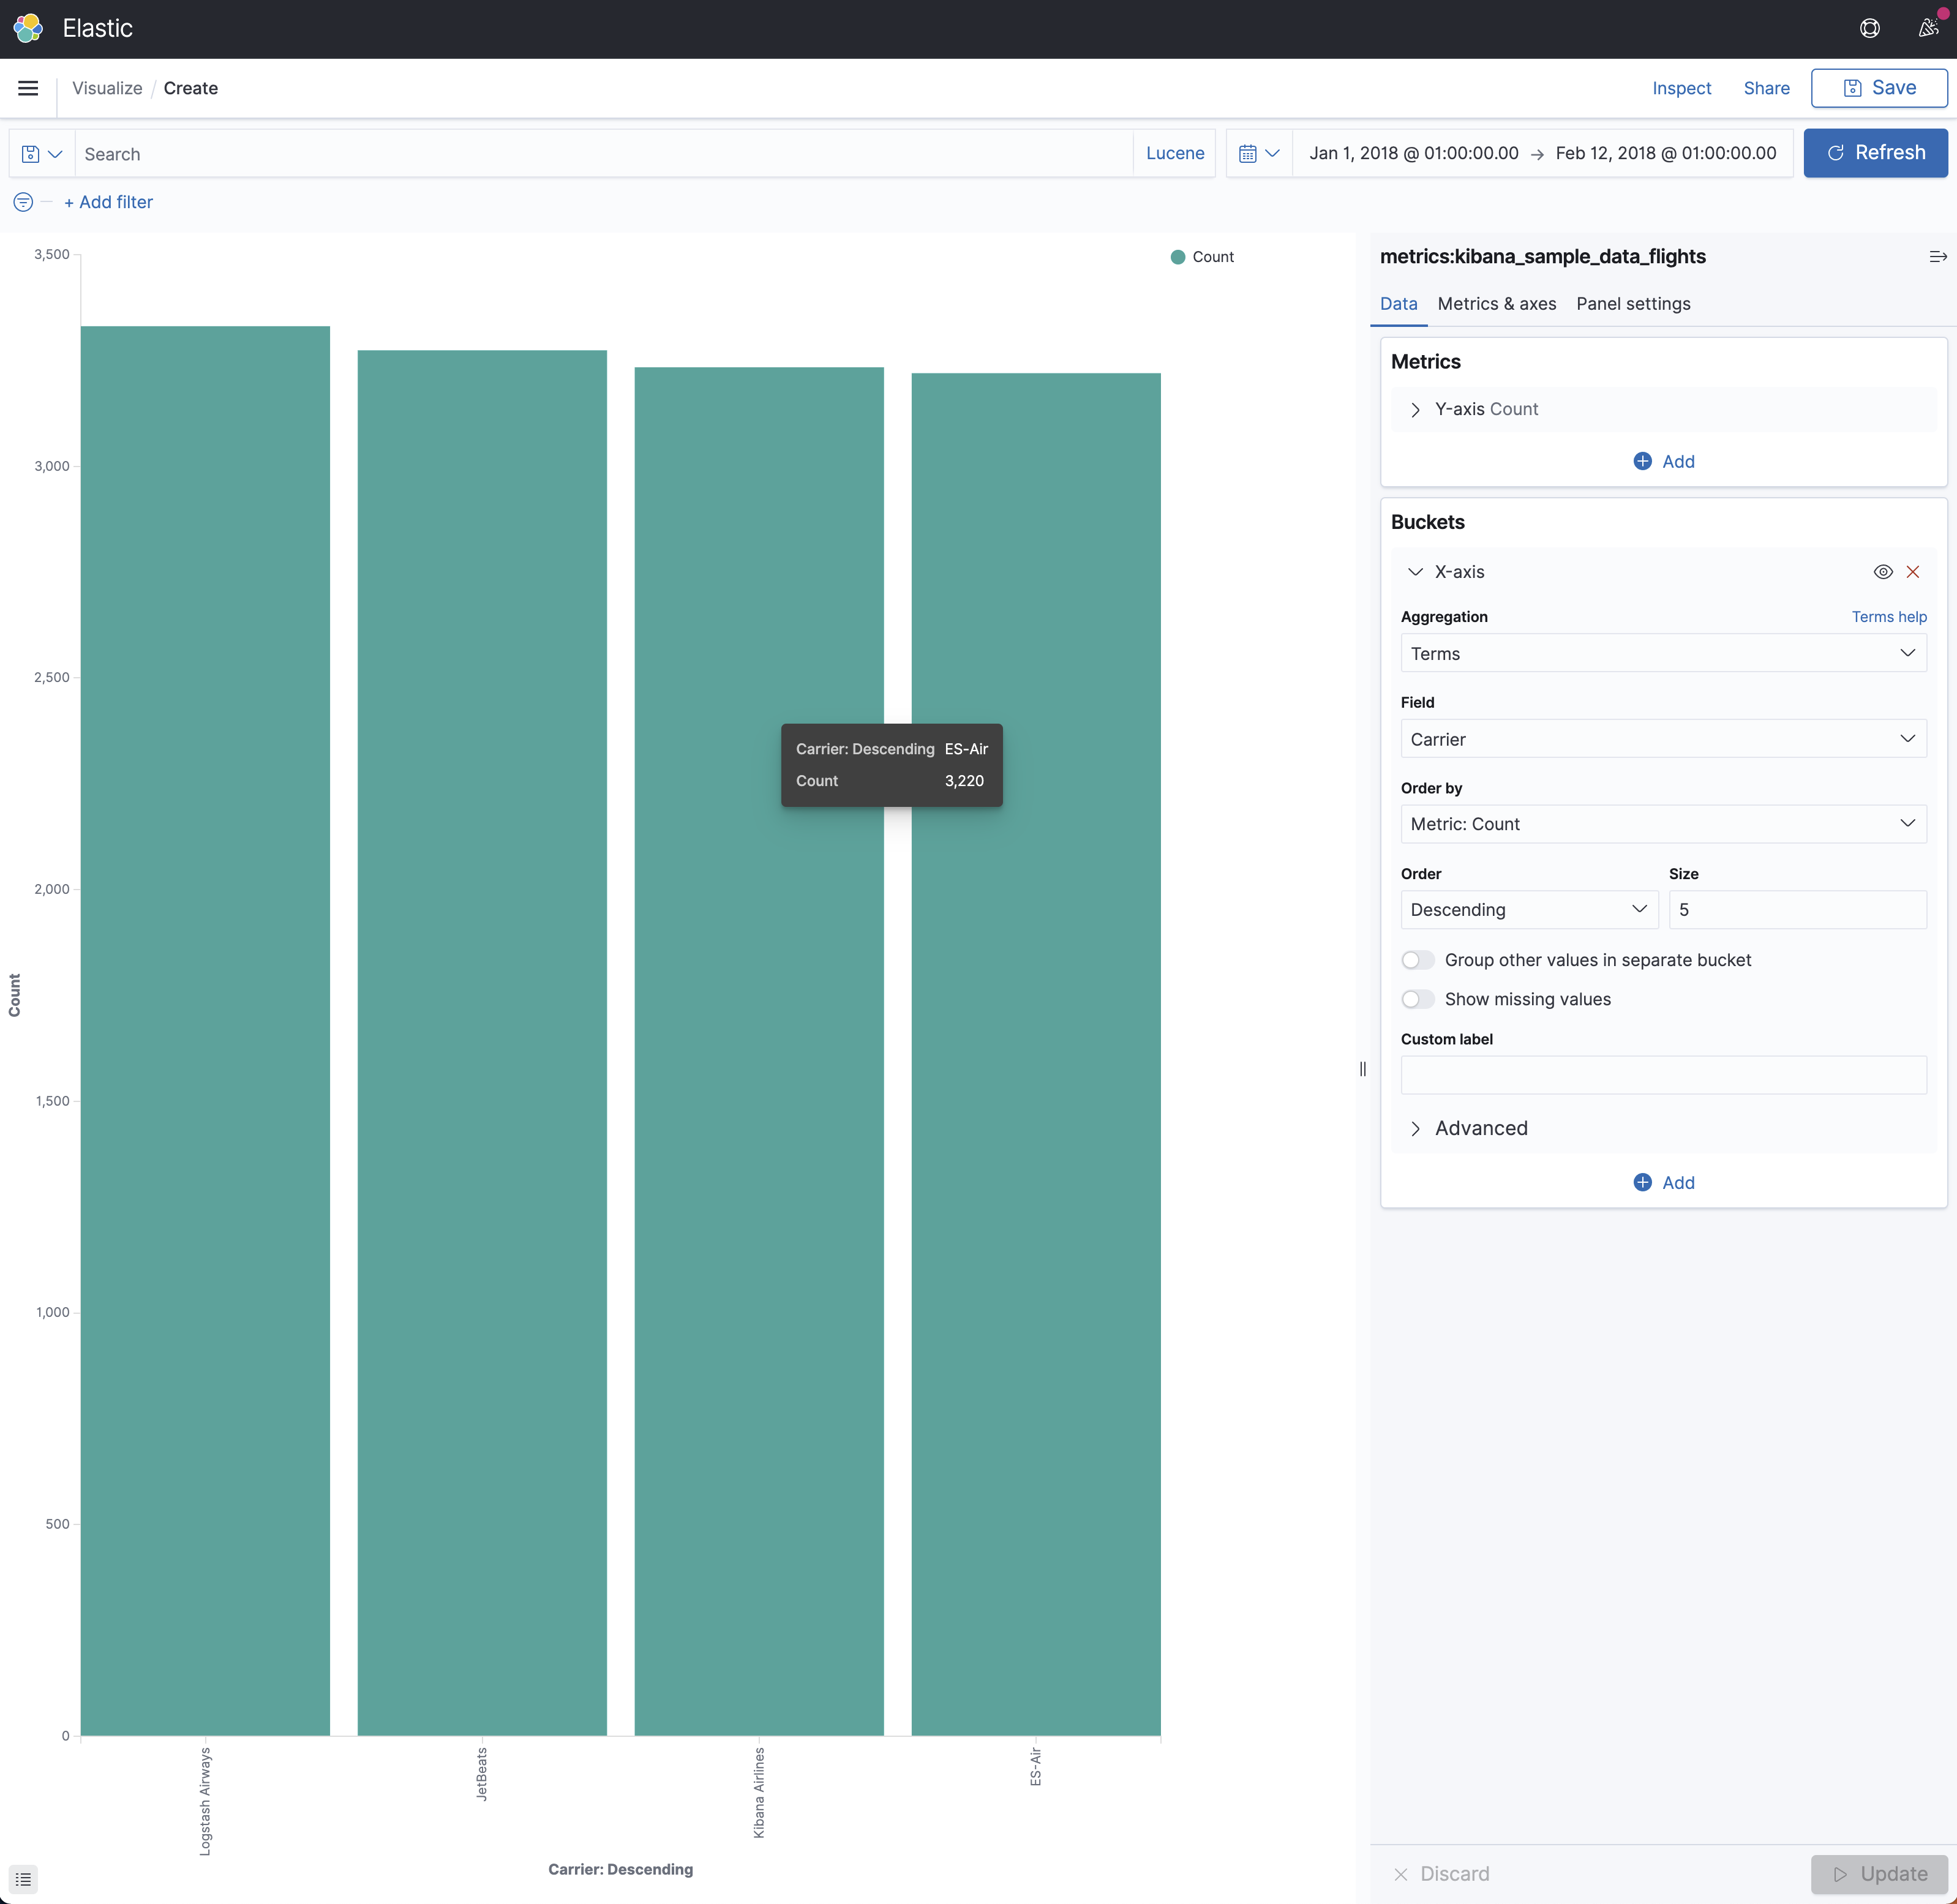 Elastic
Visualize / Create
Inspect Share Save
Search Lucene Jan 1, 2018 @ 01:00:00.00 → Feb 12, 2018 @ 01:00:00.00 Refresh
+ Add filter
3,500
3,000
2,500
2,000
1,500
1,000
500
0
Count
Count
Carrier: Descending ES-Air
Count 3,220
Logstash Airways
JetBeats
Kibana Airlines
ES-Air
Carrier: Descending
metrics:kibana_sample_data_flights
Data Metrics & axes Panel settings
Metrics
Y-axis Count
Add
Buckets
X-axis
Aggregation Terms help
Terms
Field
Carrier
Order by
Metric: Count
Order Size
Descending 5
Group other values in separate bucket
Show missing values
Custom label
Advanced
Add
Discard Update